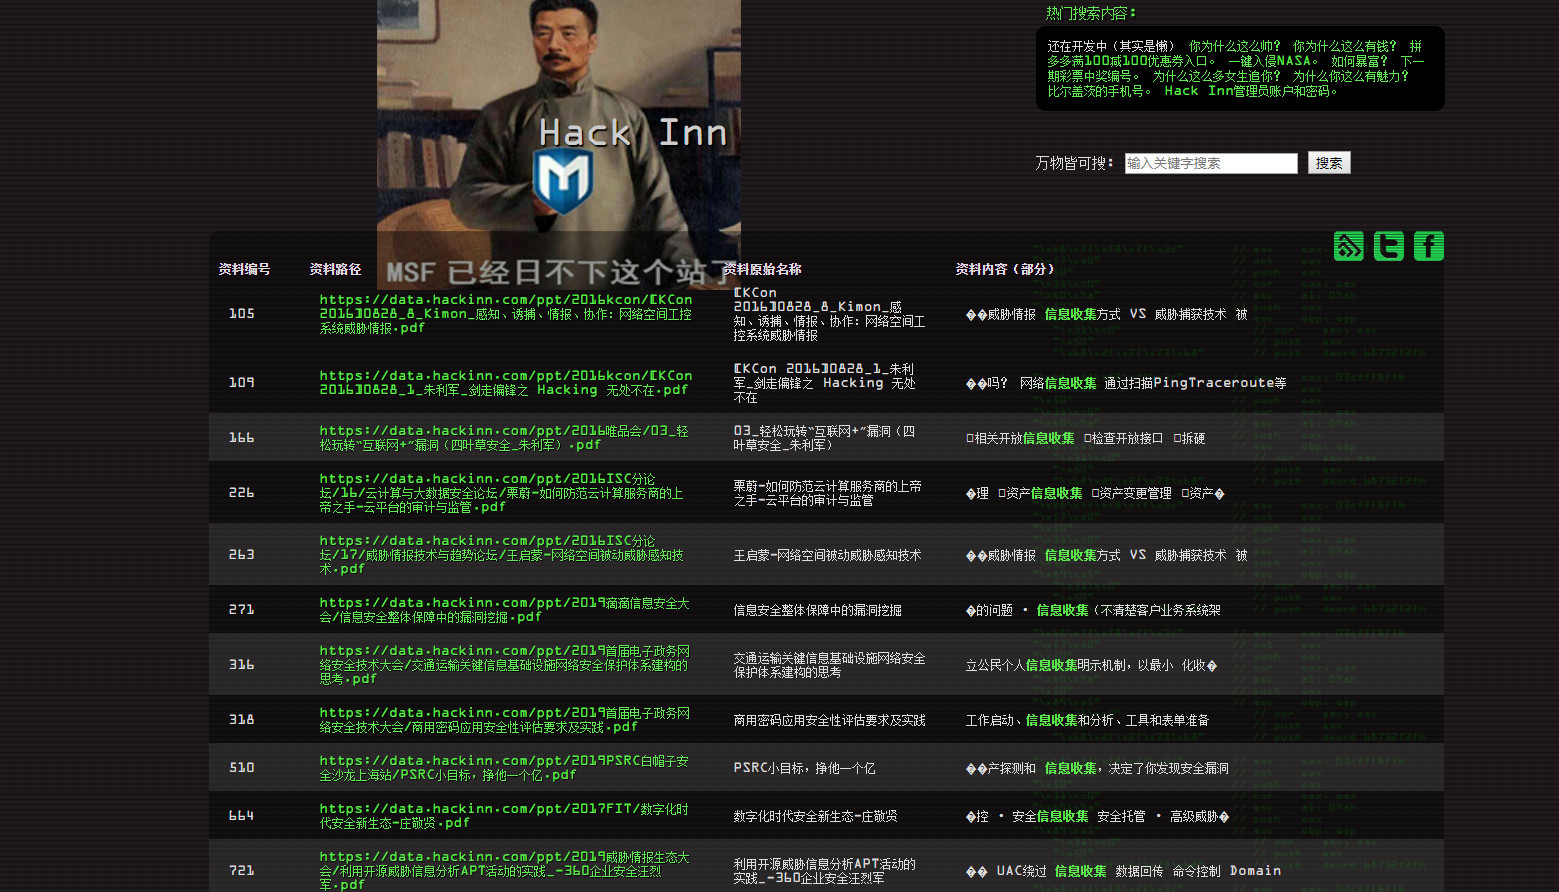 热门搜索内容:
还在开发中（其实是懒） 你为什么这么帅？ 你为什么这么有钱？ 拼
多多满100减100优惠券入口。 一键入侵NASA。 如何暴富？ 下一
期彩票中奖编号。 为什么这么多女生追你？ 为什么你这么有魅力？
比尔盖茨的手机号。 Hack Inn管理员账户和密码。
Hack Inn
万物皆可搜: 输入关键字搜索 搜索
MSF 已经日不下这个站了
资料编号 资料路径 资料原始名称 资料内容（部分）
105
https://data.hackinn.com/ppt/2016kcon/【KCon
2016】0828_8_Kimon_感知、诱捕、情报、协作：网络空间工控
系统威胁情报.pdf
【KCon
2016】0828_8_Kimon_感
知、诱捕、情报、协作：网络空间工
控系统威胁情报
��威胁情报 信息收集方式 VS 威胁捕获技术 被
109
https://data.hackinn.com/ppt/2016kcon/【KCon
2016】0828_1_朱利军_剑走偏锋之 Hacking 无处不在.pdf
【KCon 2016】0828_1_朱利
军_剑走偏锋之 Hacking 无处
不在
��吗? 网络信息收集 通过扫描PingTraceroute等
166
https://data.hackinn.com/ppt/2016唯品会/03_轻
松玩转“互联网+”漏洞（四叶草安全_朱利军）.pdf
03_轻松玩转“互联网+”漏洞（四
叶草安全_朱利军）
相关开放信息收集 检查开放接口 拆硬
226
https://data.hackinn.com/ppt/2016ISC分论
坛/16/云计算与大数据安全论坛/栗蔚-如何防范云计算服务商的上
帝之手-云平台的审计与监管.pdf
栗蔚-如何防范云计算服务商的上帝
之手-云平台的审计与监管
�理 资产信息收集 资产变更管理 资产�
263
https://data.hackinn.com/ppt/2016ISC分论
坛/17/威胁情报技术与趋势论坛/王启蒙-网络空间被动威胁感知技
术.pdf
王启蒙-网络空间被动威胁感知技术
��威胁情报 信息收集方式 VS 威胁捕获技术 被
271
https://data.hackinn.com/ppt/2019滴滴信息安全大
会/信息安全整体保障中的漏洞挖掘.pdf
信息安全整体保障中的漏洞挖掘
�的问题 • 信息收集（不清楚客户业务系统架
316
https://data.hackinn.com/ppt/2019首届电子政务网
络安全技术大会/交通运输关键信息基础设施网络安全保护体系建构的
思考.pdf
交通运输关键信息基础设施网络安全
保护体系建构的思考
立公民个人信息收集明示机制，以最小 化收�
318
https://data.hackinn.com/ppt/2019首届电子政务网
络安全技术大会/商用密码应用安全性评估要求及实践.pdf
商用密码应用安全性评估要求及实践
工作启动、信息收集和分析、工具和表单准备
510
https://data.hackinn.com/ppt/2019PSRC白帽子安
全沙龙上海站/PSRC小目标，挣他一个亿.pdf
PSRC小目标，挣他一个亿
��产探测和 信息收集，决定了你发现安全漏洞
664
https://data.hackinn.com/ppt/2017FIT/数字化时
代安全新生态-庄敬贤.pdf
数字化时代安全新生态-庄敬贤
�控 • 安全信息收集 安全托管 • 高级威胁�
721
https://data.hackinn.com/ppt/2019威胁情报生态大
会/利用开源威胁信息分析APT活动的实践_-360企业安全汪烈
军.pdf
利用开源威胁信息分析APT活动的
实践_-360企业安全汪烈军
�� UAC绕过 信息收集 数据回传 命令控制 Domain